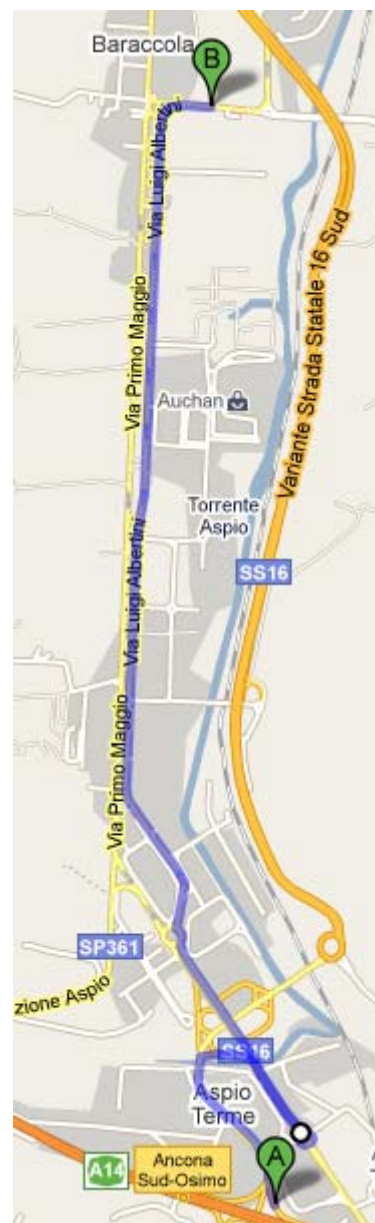 Baraccola
B
Via Luigi Albertini
Via Primo Maggio
Variante Strada Statale 16 Sud
Auchan
Torrente
Aspio
Via Luigi Albertini
SS16
Via Primo Maggio
SP361
zione Aspio
SS16
Aspio
Terme
A
A14
Ancona
Sud-Osimo